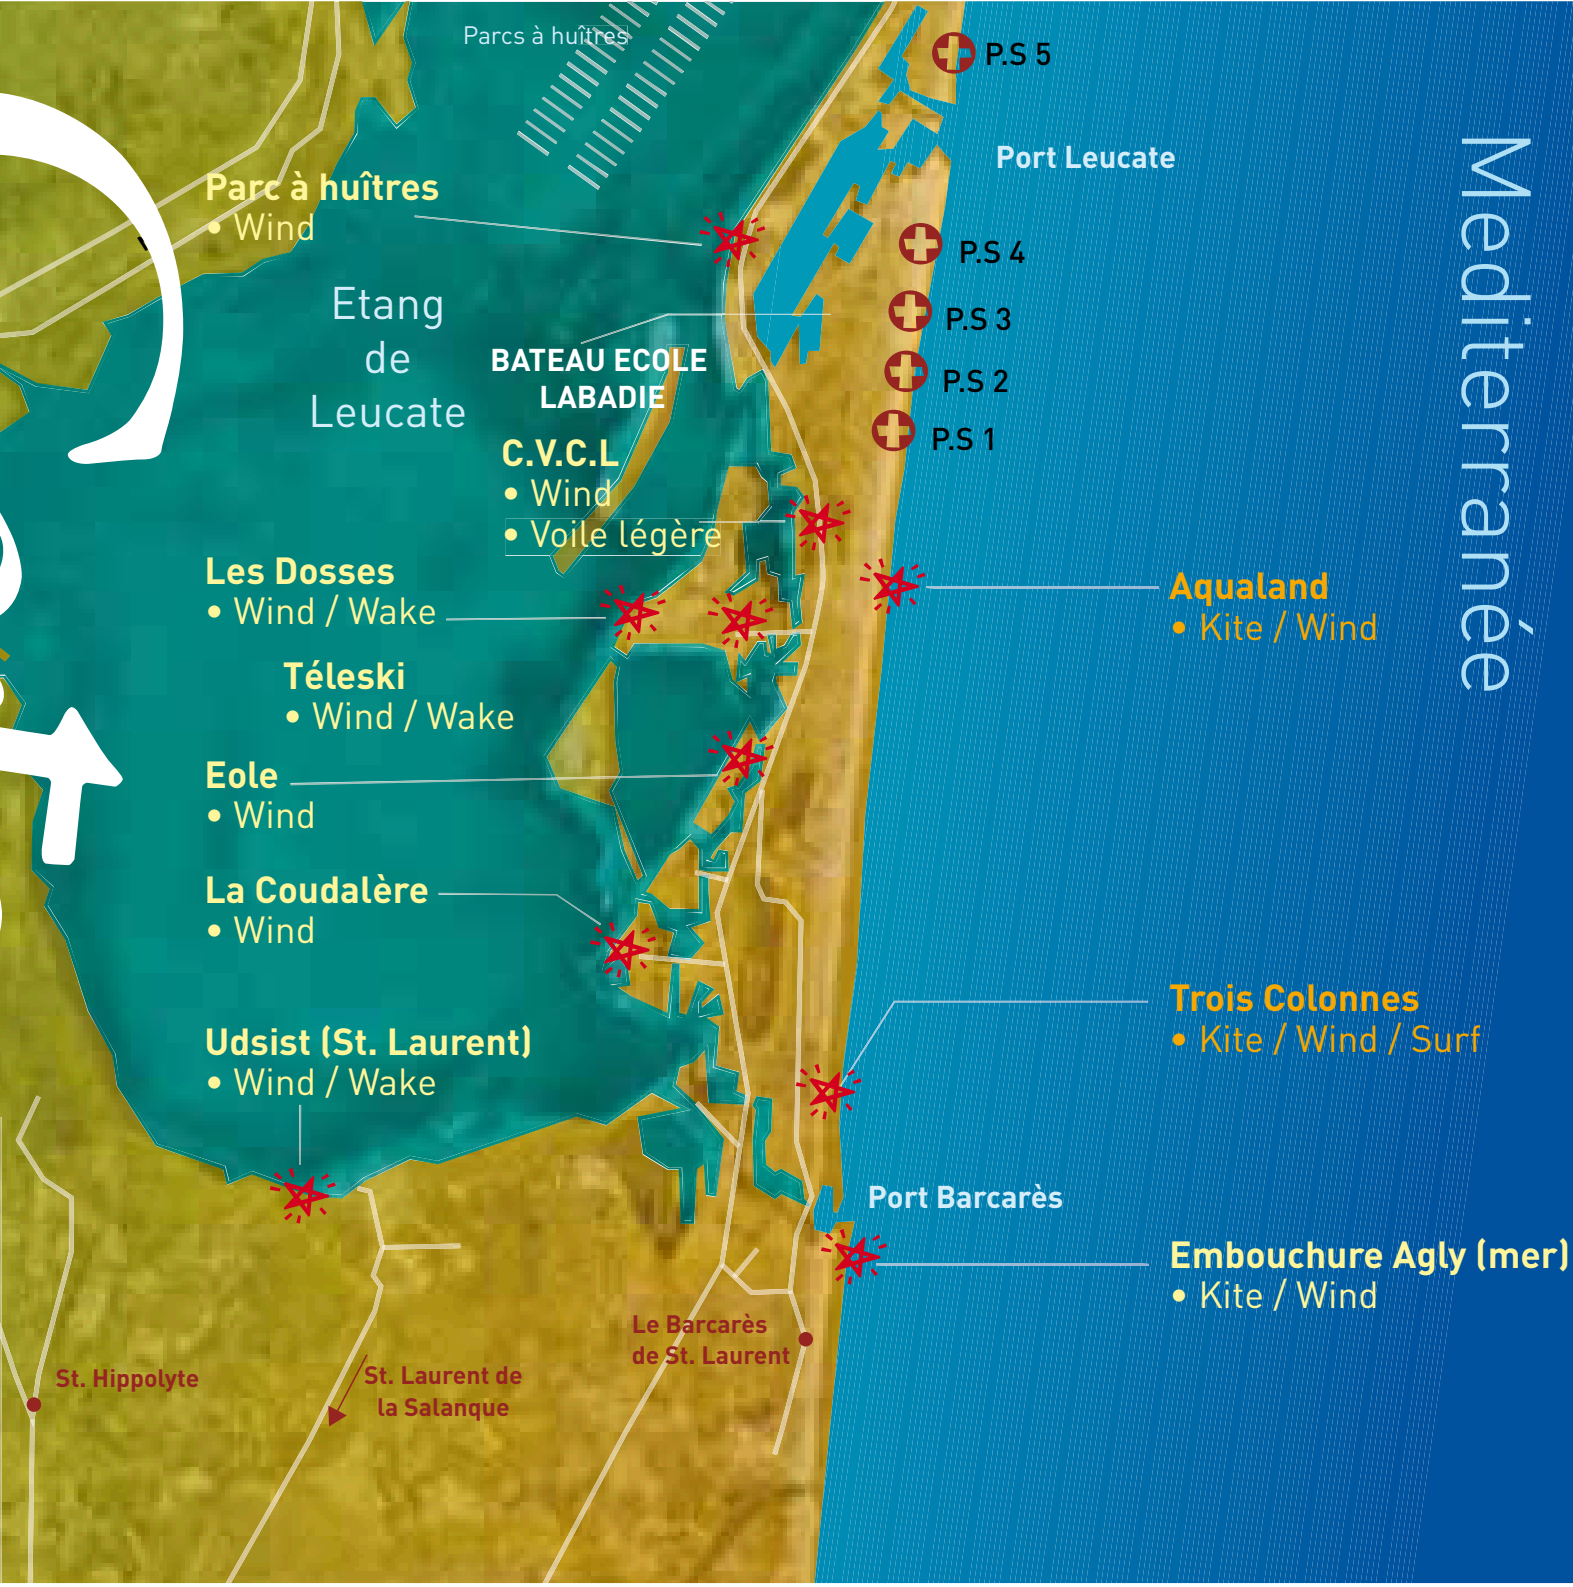 Parcs à huîtres
P.S 5
Port Leucate
Parc à huîtres
• Wind
P.S 4
P.S 3
P.S 2
P.S 1
Etang
de
Leucate
BATEAU ECOLE
LABADIE
C.V.C.L
• Wind
• Voile légère
Mediterranée
Les Dosses
• Wind / Wake
Aqualand
• Kite / Wind
Téleski
• Wind / Wake
Eole
• Wind
La Coudalère
• Wind
Trois Colonnes
• Kite / Wind / Surf
Udsist (St. Laurent)
• Wind / Wake
Port Barcarès
Embouchure Agly (mer)
• Kite / Wind
Le Barcarès
de St. Laurent
St. Hippolyte
St. Laurent de
la Salanque